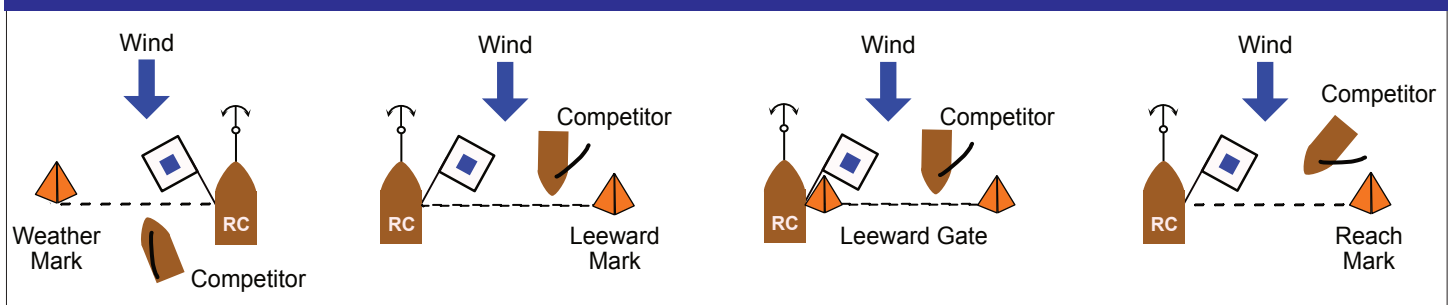 Wind
RC
Weather
Mark
Competitor
Wind
Competitor
RC
Leeward
Mark
Wind
Competitor
RC
Leeward Gate
Wind
Competitor
RC
Reach
Mark